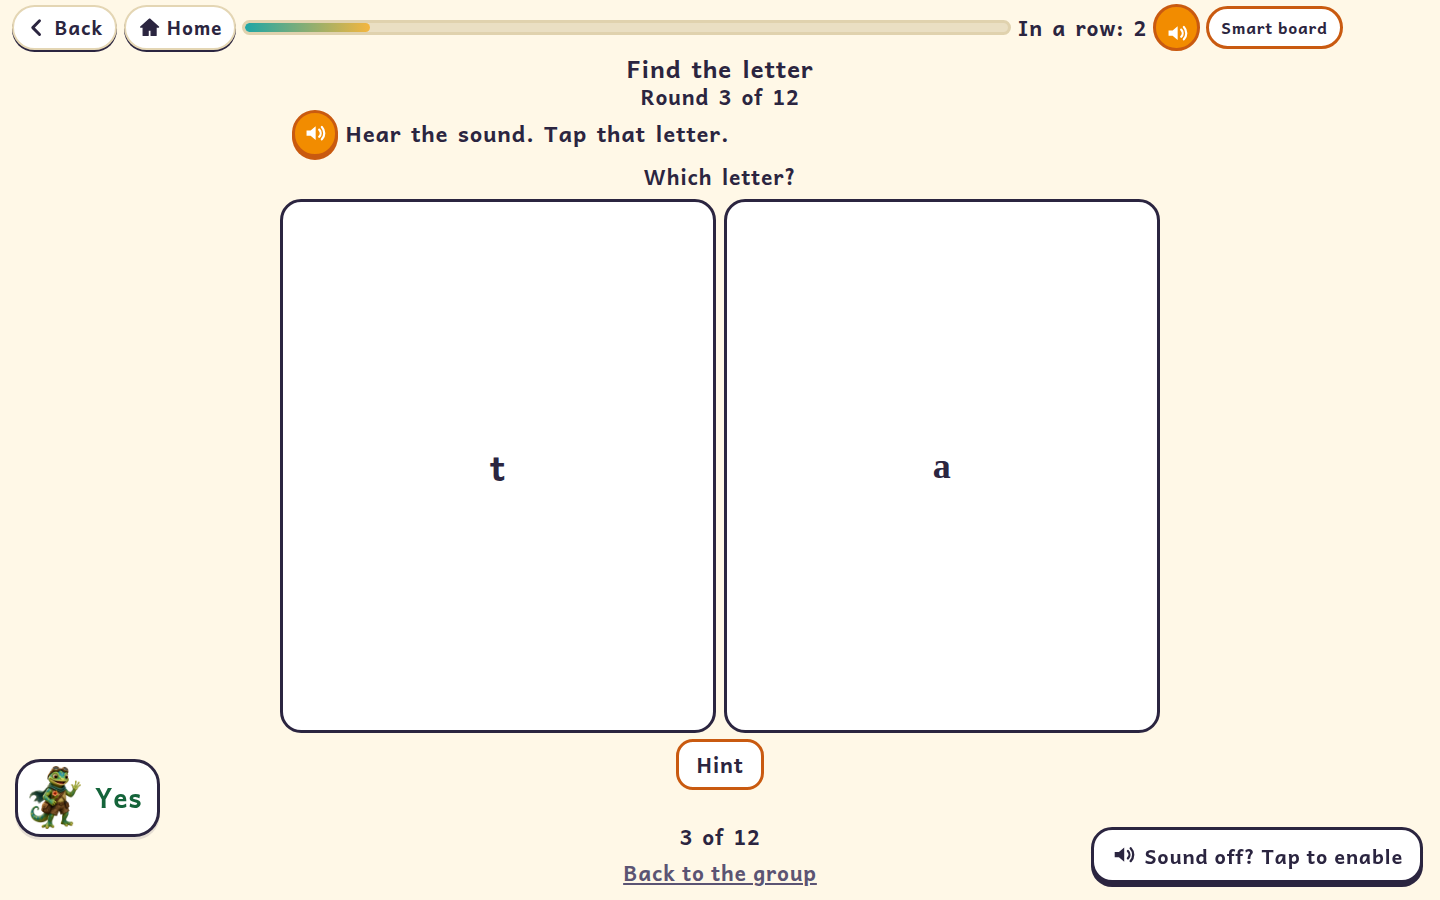 Back Home In a row: 2 Smart board
Find the letter
Round 3 of 12
Hear the sound. Tap that letter.
Which letter?
t a
Hint
Yes
3 of 12
Sound off? Tap to enable
Back to the group